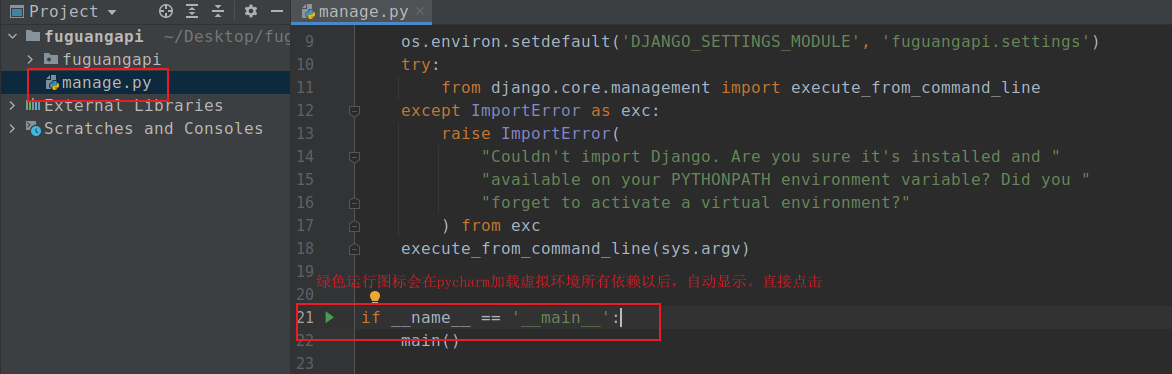 Project
manage.py
fuguangapi ~/Desktop/fug
fuguangapi
manage.py
External Libraries
Scratches and Consoles
9 os.environ.setdefault('DJANGO_SETTINGS_MODULE', 'fuguangapi.settings')
10 try:
11 from django.core.management import execute_from_command_line
12 except ImportError as exc:
13 raise ImportError(
14 "Couldn't import Django. Are you sure it's installed and "
15 "available on your PYTHONPATH environment variable? Did you "
16 "forget to activate a virtual environment?"
17 ) from exc
18 execute_from_command_line(sys.argv)
19
绿色运行图标会在pycharm加载虚拟环境所有依赖以后，自动显示。直接点击
20
21 if __name__ == '__main__':
22 main()
23